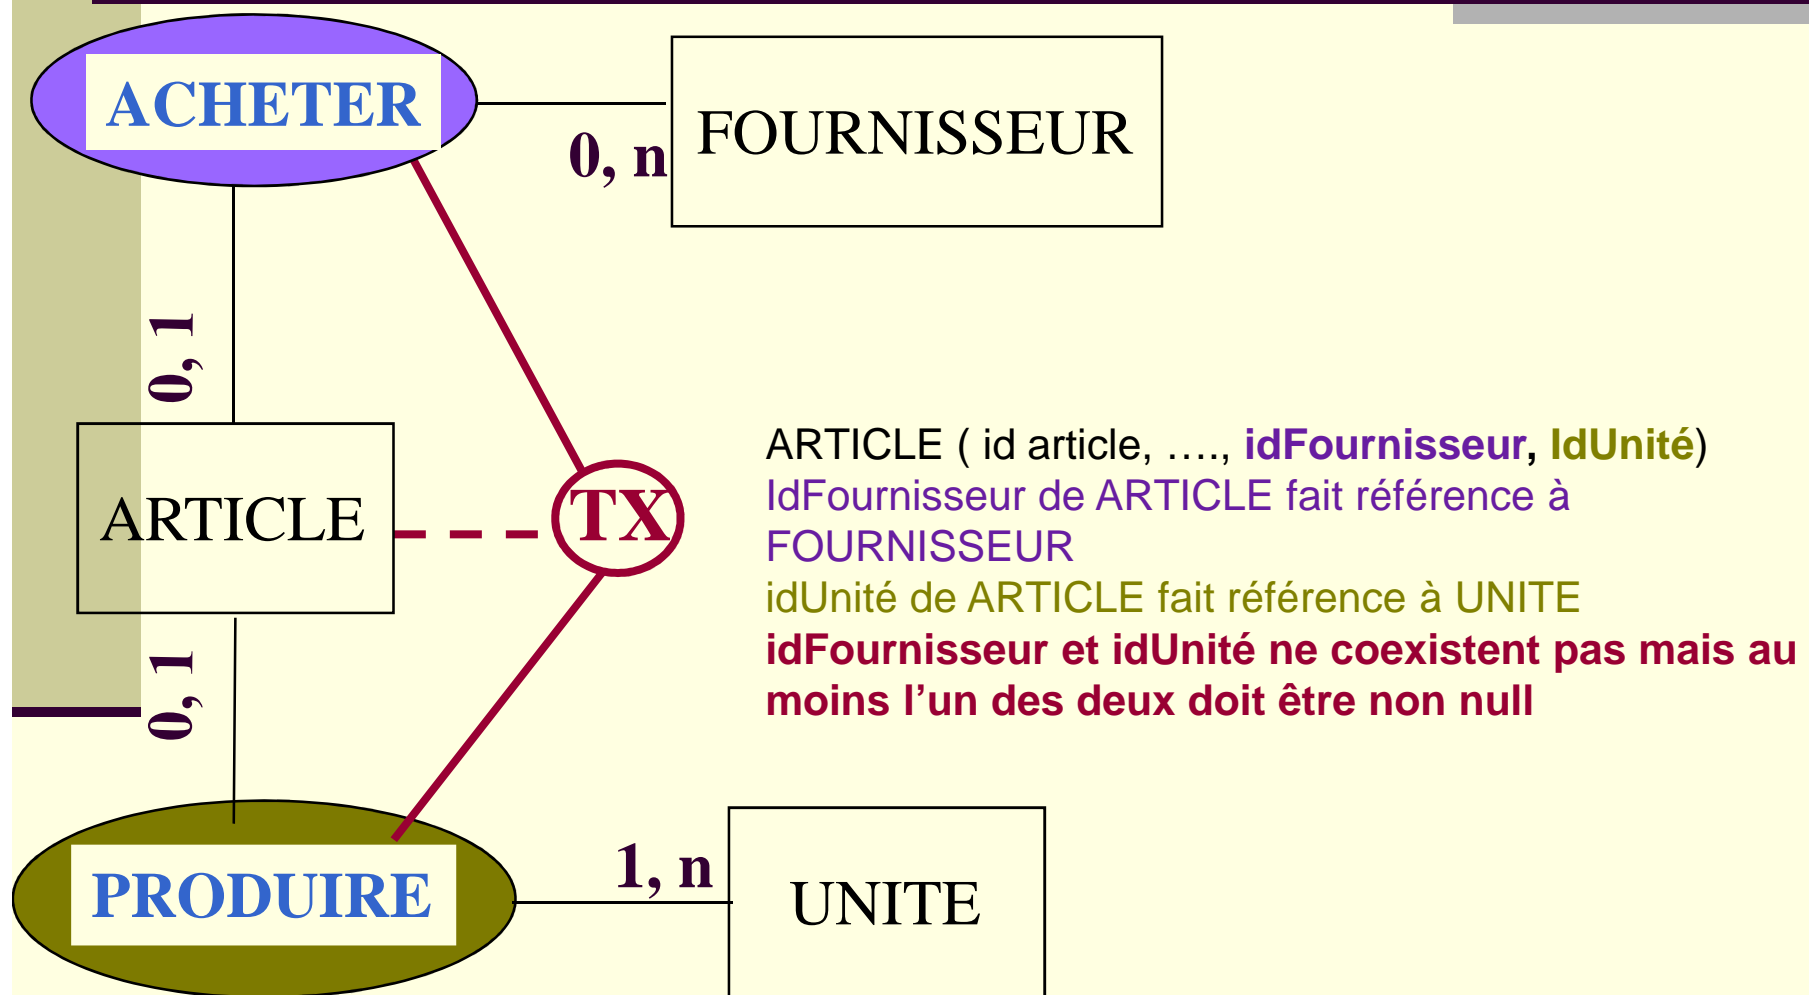 ACHETER
FOURNISSEUR
0, n
0, 1
ARTICLE
TX
ARTICLE ( id article, …., idFournisseur, IdUnité)
IdFournisseur de ARTICLE fait référence à
FOURNISSEUR
idUnité de ARTICLE fait référence à UNITE
idFournisseur et idUnité ne coexistent pas mais au
moins l’un des deux doit être non null
0, 1
PRODUIRE
1, n
UNITE